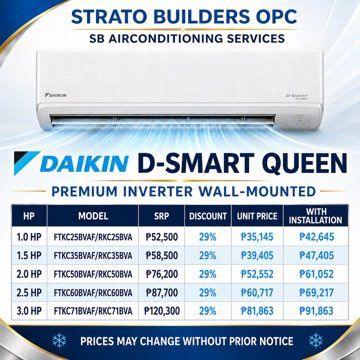 STRATO BUILDERS OPC
SB AIRCONDITIONING SERVICES
DAIKIN
D-SMART
QUEEN
DAIKIN D-SMART QUEEN
PREMIUM INVERTER WALL-MOUNTED
HP MODEL SRP DISCOUNT UNIT PRICE WITH INSTALLATION
1.0 HP FTKC25BVAF/RKC25BVA ₱52,500 29% ₱35,145 ₱42,645
1.5 HP FTKC35BVAF/RKC35BVA ₱58,500 29% ₱39,405 ₱47,405
2.0 HP FTKC50BVAF/RKC50BVA ₱76,200 29% ₱52,552 ₱61,052
2.5 HP FTKC60BVAF/RKC60BVA ₱87,700 29% ₱60,717 ₱69,217
3.0 HP FTKC71BVAF/RKC71BVA ₱120,300 29% ₱81,863 ₱91,863
PRICES MAY CHANGE WITHOUT PRIOR NOTICE